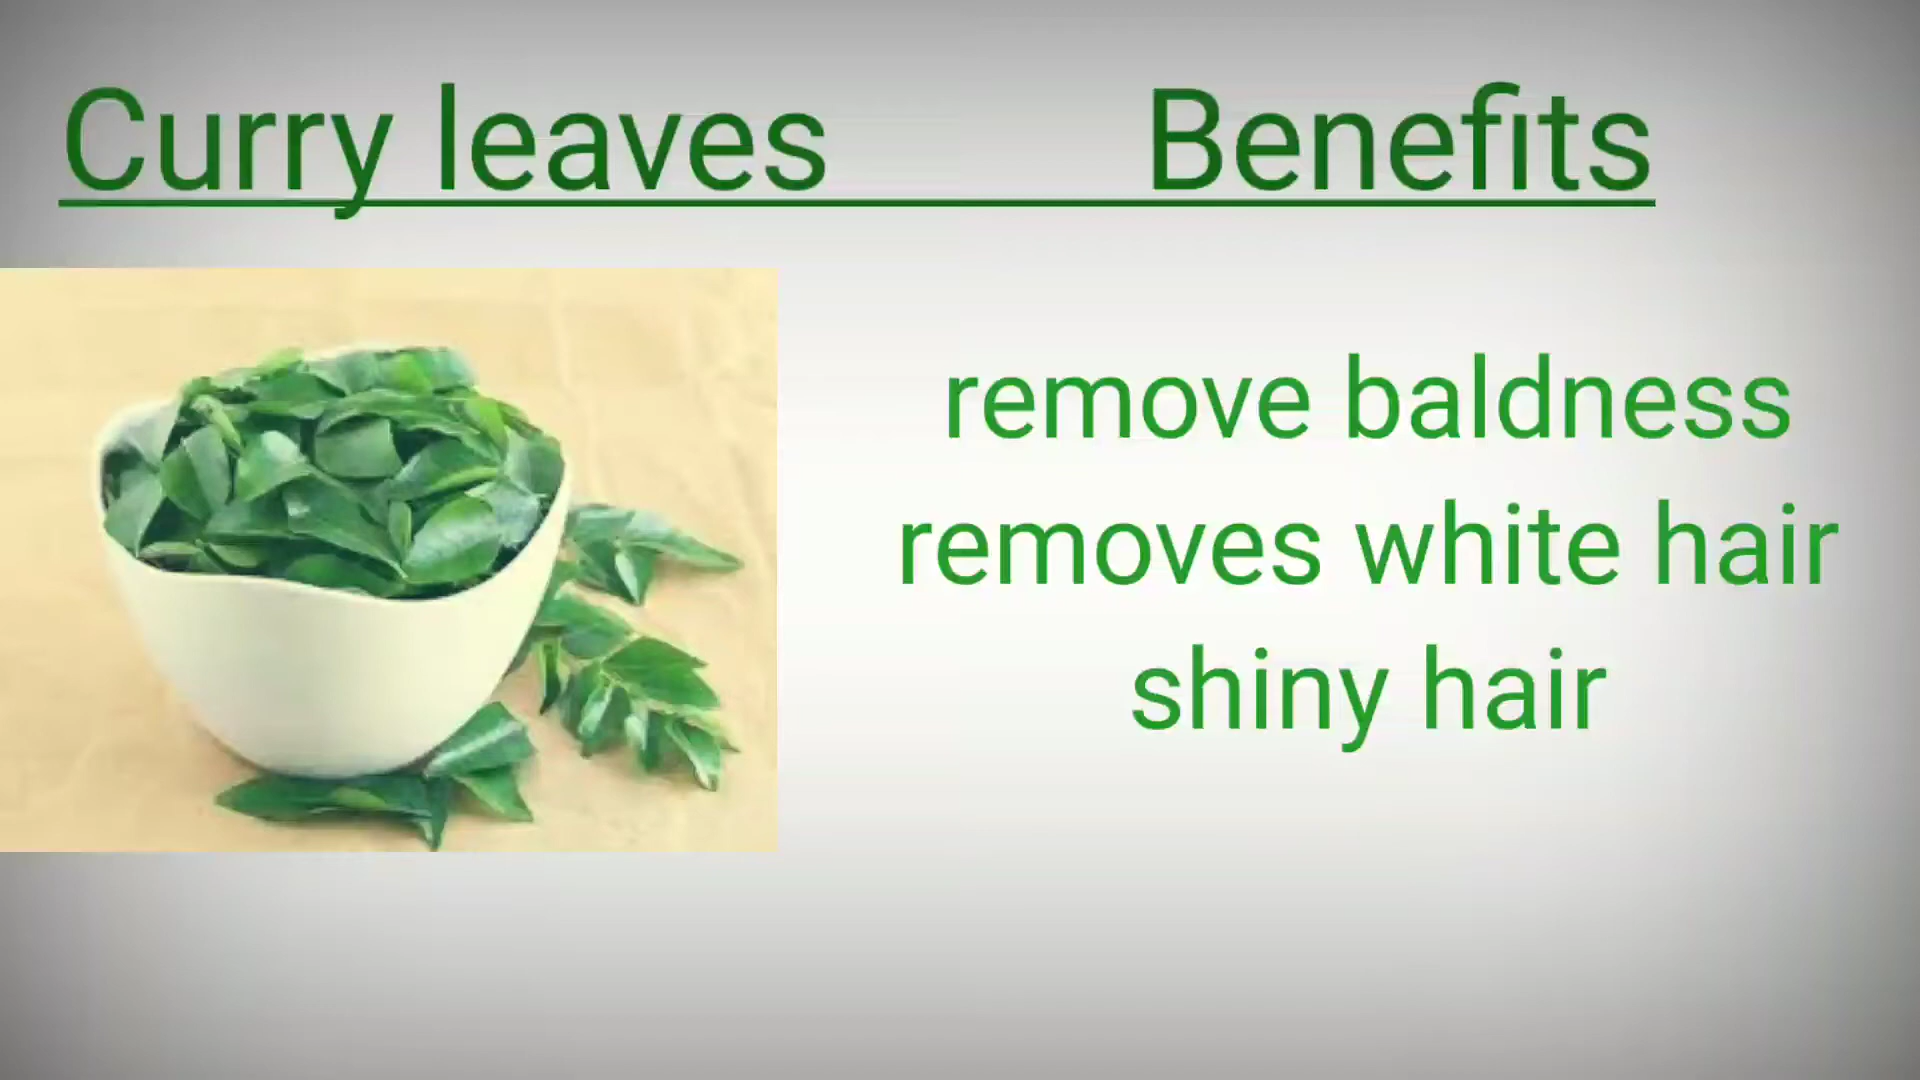 Curry leaves Benefits
remove baldness
removes white hair
shiny hair